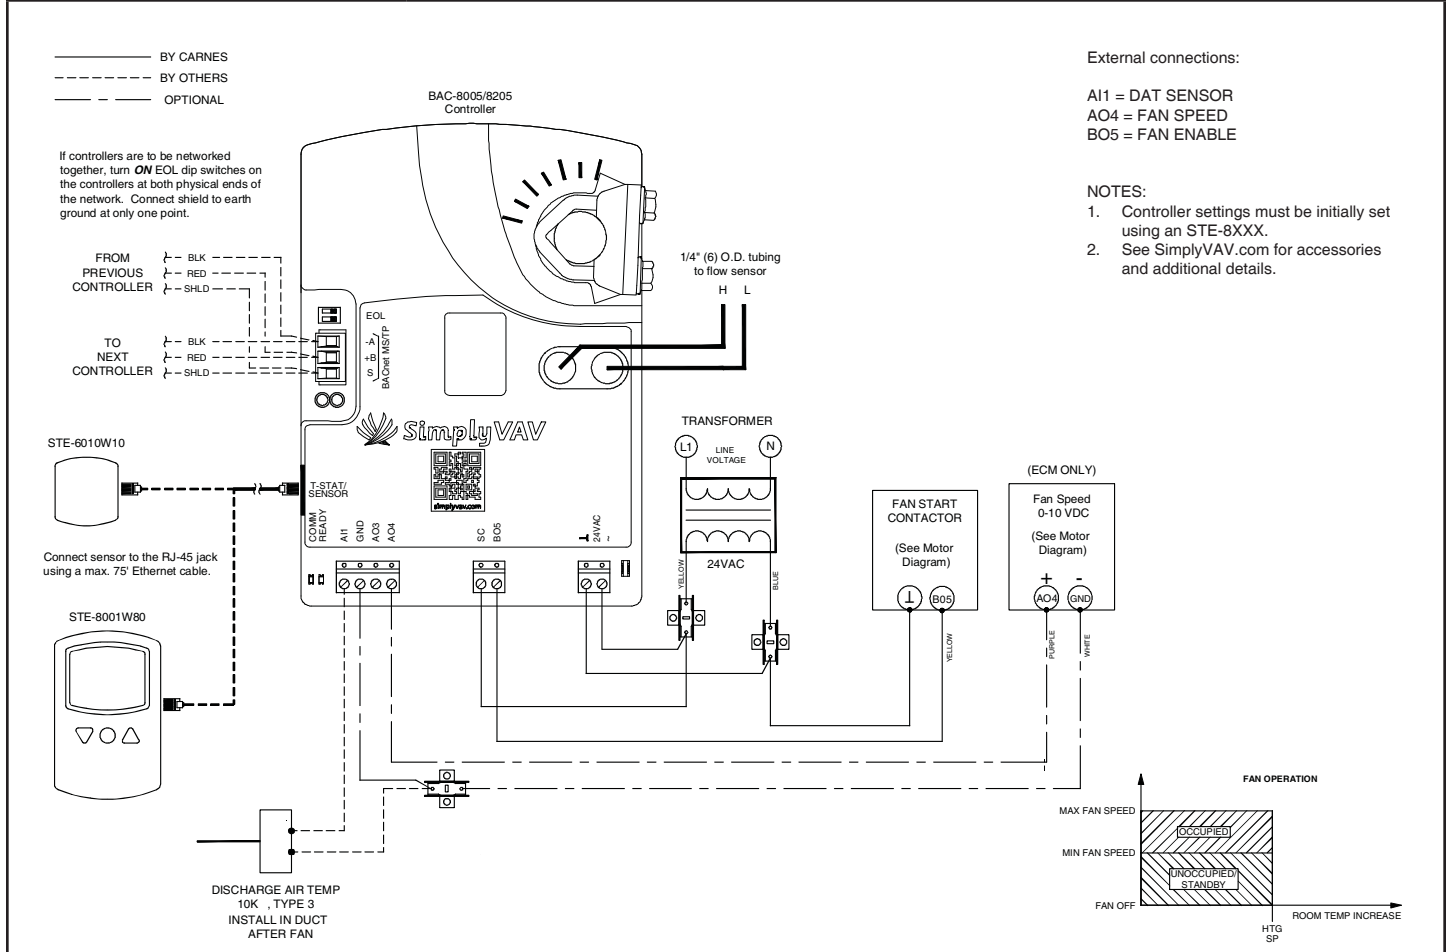 BY CARNES
BY OTHERS
OPTIONAL
If controllers are to be networked
together, turn ON EOL dip switches on
the controllers at both physical ends of
the network. Connect shield to earth
ground at only one point.
BAC-8005/8205
Controller
External connections:
AI1 = DAT SENSOR
AO4 = FAN SPEED
BO5 = FAN ENABLE
NOTES:
1. Controller settings must be initially set
using an STE-8XXX.
2. See SimplyVAV.com for accessories
and additional details.
FROM
PREVIOUS
CONTROLLER
BLK
RED
SHLD
TO
NEXT
CONTROLLER
BLK
RED
SHLD
EOL
-A
+B
S
BACnet MS/TP
1/4" (6) O.D. tubing
to flow sensor
H L
SimplyVAV
simplyvav.com
STE-6010W10
T-STAT/
SENSOR
COMM
READY
AI1
GND
AO3
AO4
SC
BO5
24VAC
~
Connect sensor to the RJ-45 jack
using a max. 75' Ethernet cable.
STE-8001W80
TRANSFORMER
L1
LINE
VOLTAGE
N
24VAC
YELLOW
BLUE
FAN START
CONTACTOR
(See Motor
Diagram)
B05
YELLOW
(ECM ONLY)
Fan Speed
0-10 VDC
(See Motor
Diagram)
+ -
AO4
GND
PURPLE
WHITE
DISCHARGE AIR TEMP
10K , TYPE 3
INSTALL IN DUCT
AFTER FAN
FAN OPERATION
MAX FAN SPEED
OCCUPIED
MIN FAN SPEED
UNOCCUPIED/
STANDBY
FAN OFF
ROOM TEMP INCREASE
HTG
SP